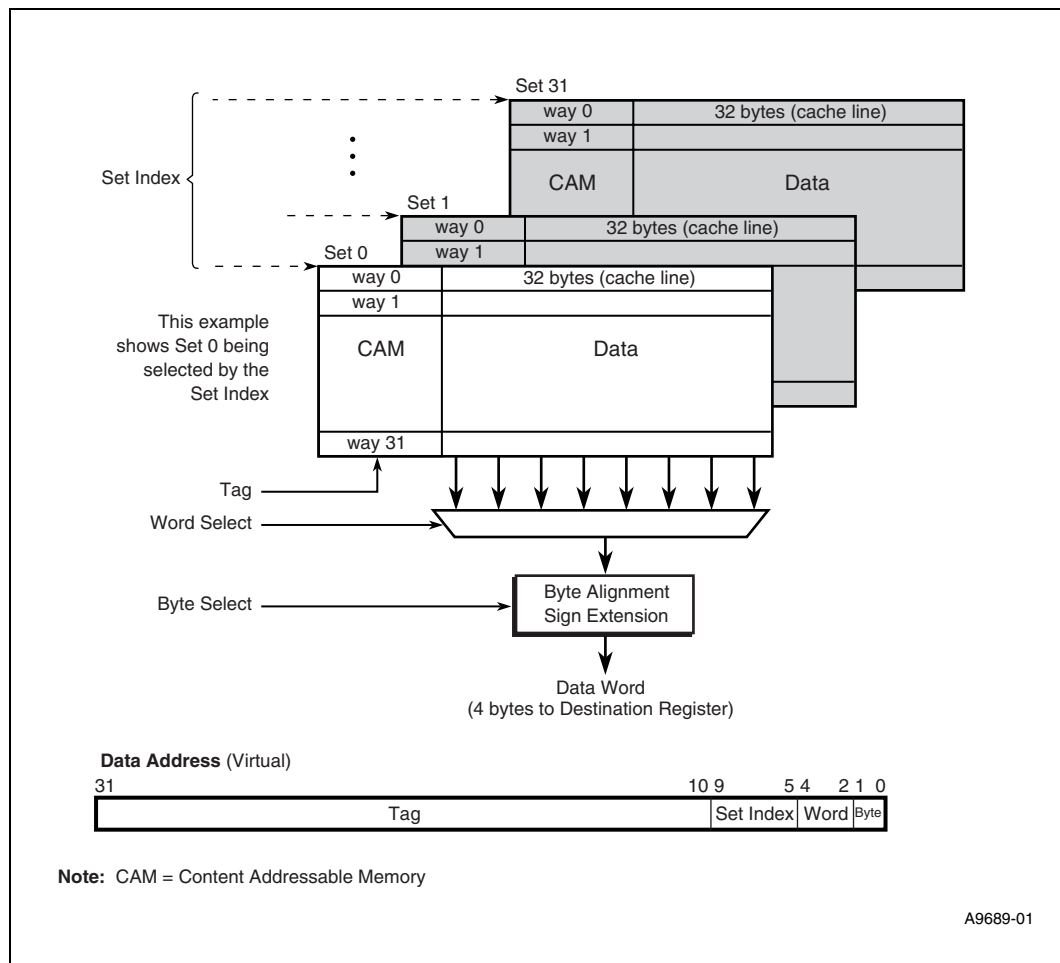 Set 31
way 0 32 bytes (cache line)
way 1
CAM Data
Set Index
Set 1
way 0 32 bytes (cache line)
way 1
Set 0
way 0 32 bytes (cache line)
way 1
This example
shows Set 0 being
selected by the
Set Index
CAM Data
way 31
Tag
Word Select
Byte Select
Byte Alignment
Sign Extension
Data Word
(4 bytes to Destination Register)
Data Address (Virtual)
31 10 9 5 4 2 1 0
Tag Set Index Word Byte
Note: CAM = Content Addressable Memory
A9689-01